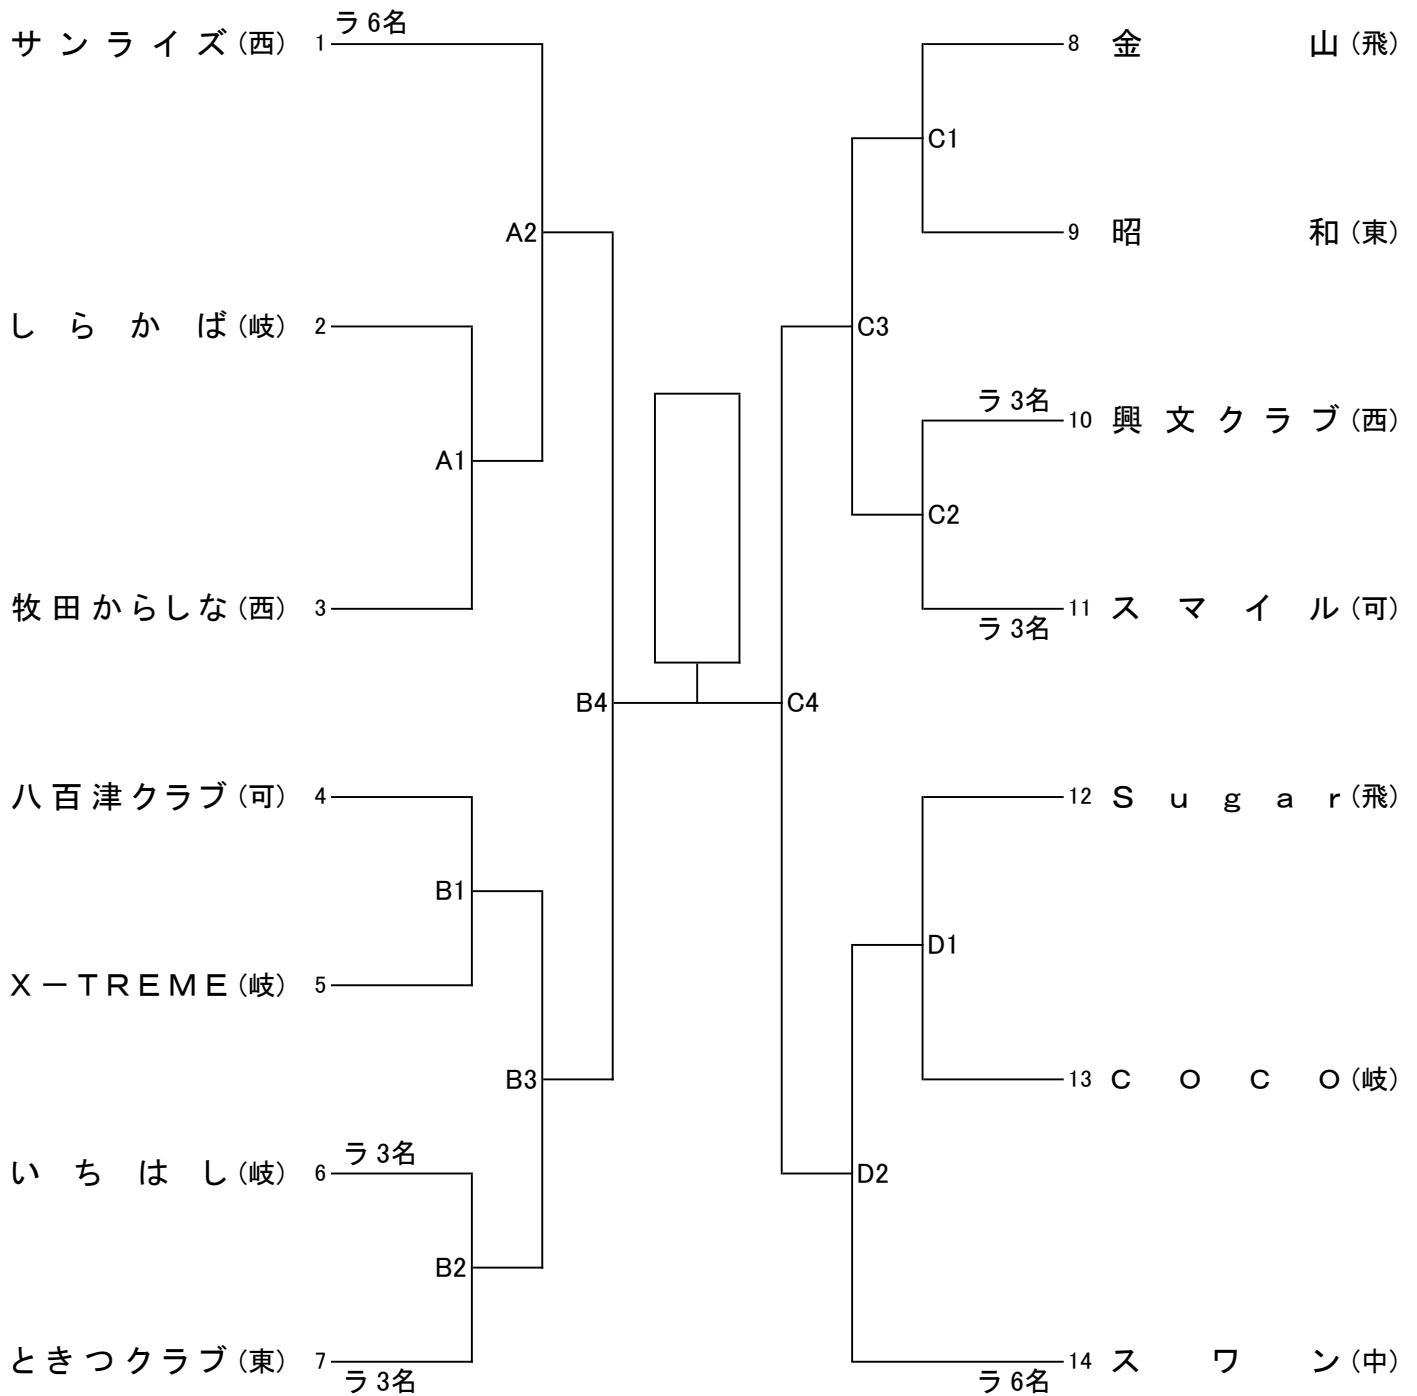 ラ 6名
サンライズ(西) 1
A2
しらかば(岐) 2
A1
牧田からしな(西) 3
B4
八百津クラブ(可) 4
B1
X－TREME(岐) 5
B3
ラ 3名
いちはし(岐) 6
B2
ときつクラブ(東) 7
ラ 3名
8 金山(飛)
C1
9 昭和(東)
C3
ラ 3名
10 興文クラブ(西)
C2
11 スマイル(可)
ラ 3名
C4
12 Sugar(飛)
D1
13 COCO(岐)
D2
14 スワン(中)
ラ 6名